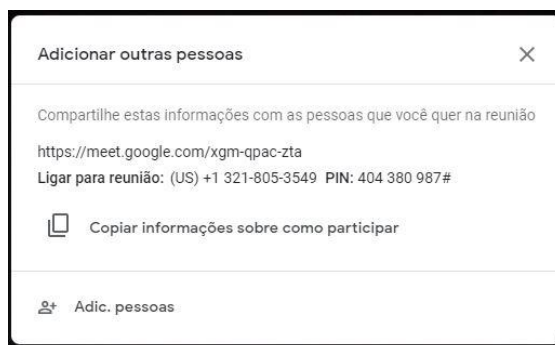 Adicionar outras pessoas
Compartilhe estas informações com as pessoas que você quer na reunião
https://meet.google.com/xgm-qpac-zta
Ligar para reunião: (US) +1 321-805-3549 PIN: 404 380 987#
Copiar informações sobre como participar
Adic. pessoas